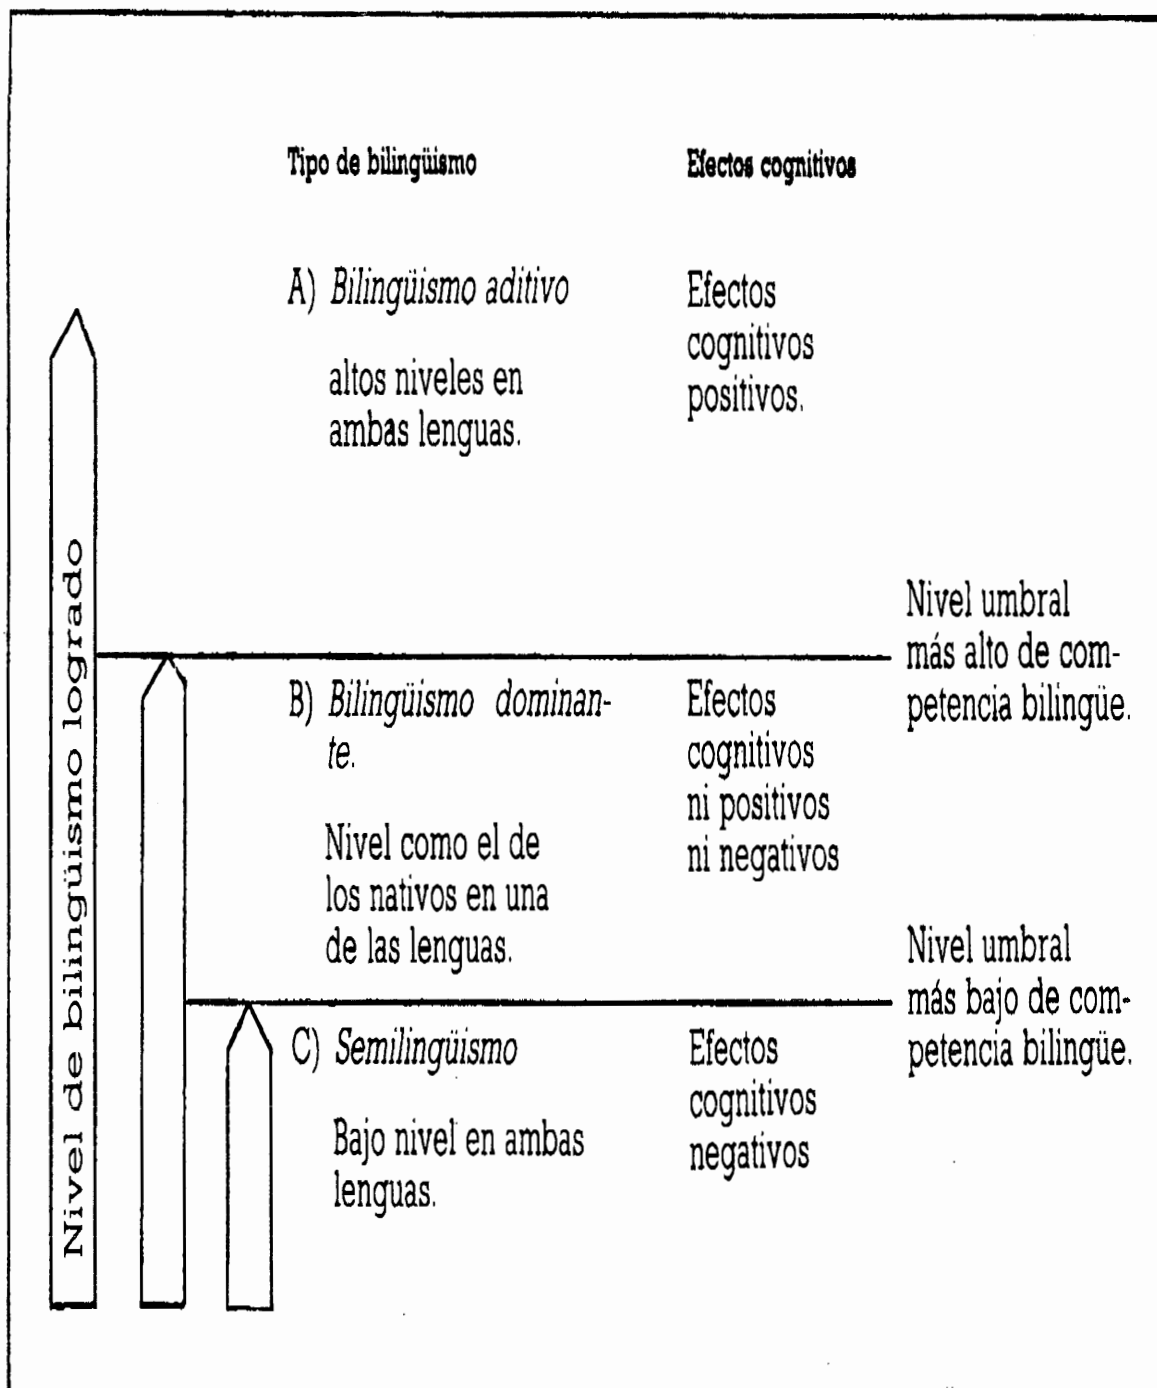 Tipo de bilingüismo
Efectos cognitivos
A) Bilingüismo aditivo
altos niveles en
ambas lenguas.
Efectos
cognitivos
positivos.
Nivel umbral
más alto de com-
petencia bilingüe.
B) Bilingüismo dominan-
te.
Nivel como el de
los nativos en una
de las lenguas.
Efectos
cognitivos
ni positivos
ni negativos
Nivel umbral
más bajo de com-
petencia bilingüe.
C) Semilingüismo
Bajo nivel en ambas
lenguas.
Efectos
cognitivos
negativos
Nivel de bilingüismo logrado